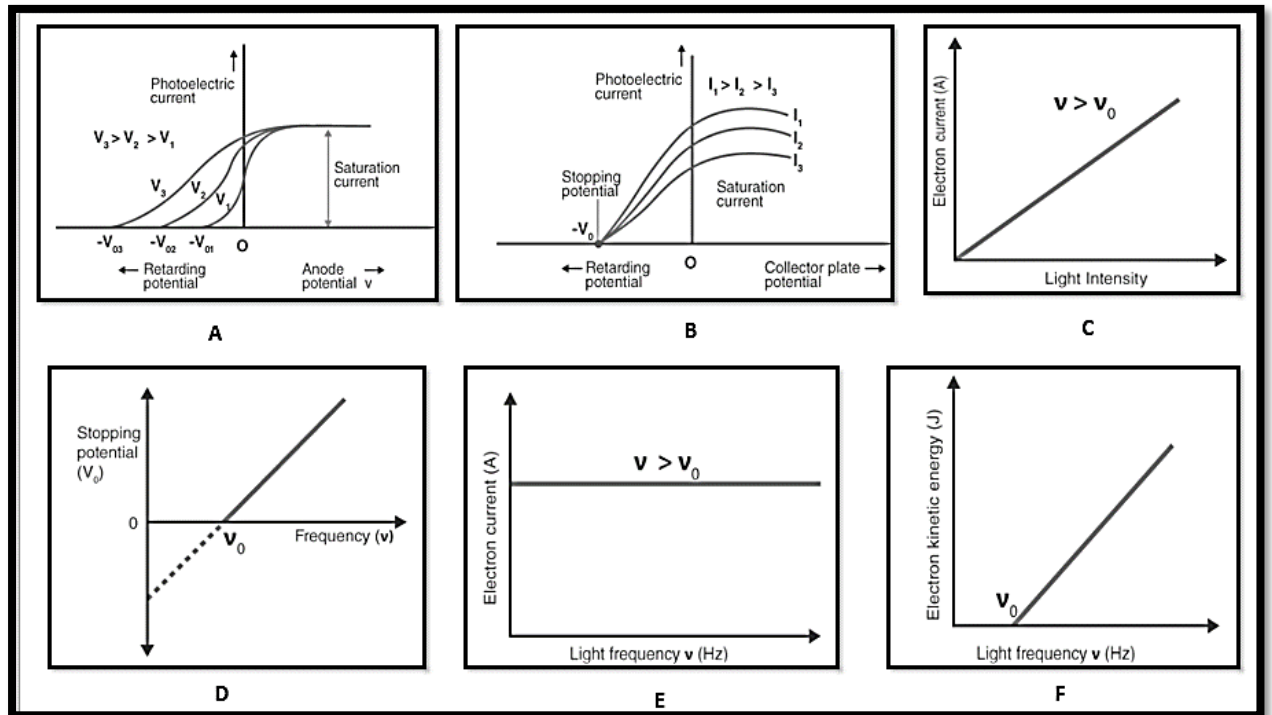 Photoelectric
current
V₃ > V₂ > V₁
V₃
V₂
V₁
Saturation
current
-V₀₃
-V₀₂
-V₀₁
O
Retarding
potential
Anode
potential v
A
Photoelectric
current
I₁ > I₂ > I₃
I₁
I₂
I₃
Stopping
potential
Saturation
current
-V₀
O
Retarding
potential
Collector plate
potential
B
Electron current (A)
ν > ν₀
Light Intensity
C
Stopping
potential
(V₀)
0
ν₀
Frequency (ν)
D
Electron current (A)
ν > ν₀
Light frequency ν (Hz)
E
Electron kinetic energy (J)
ν₀
Light frequency ν (Hz)
F